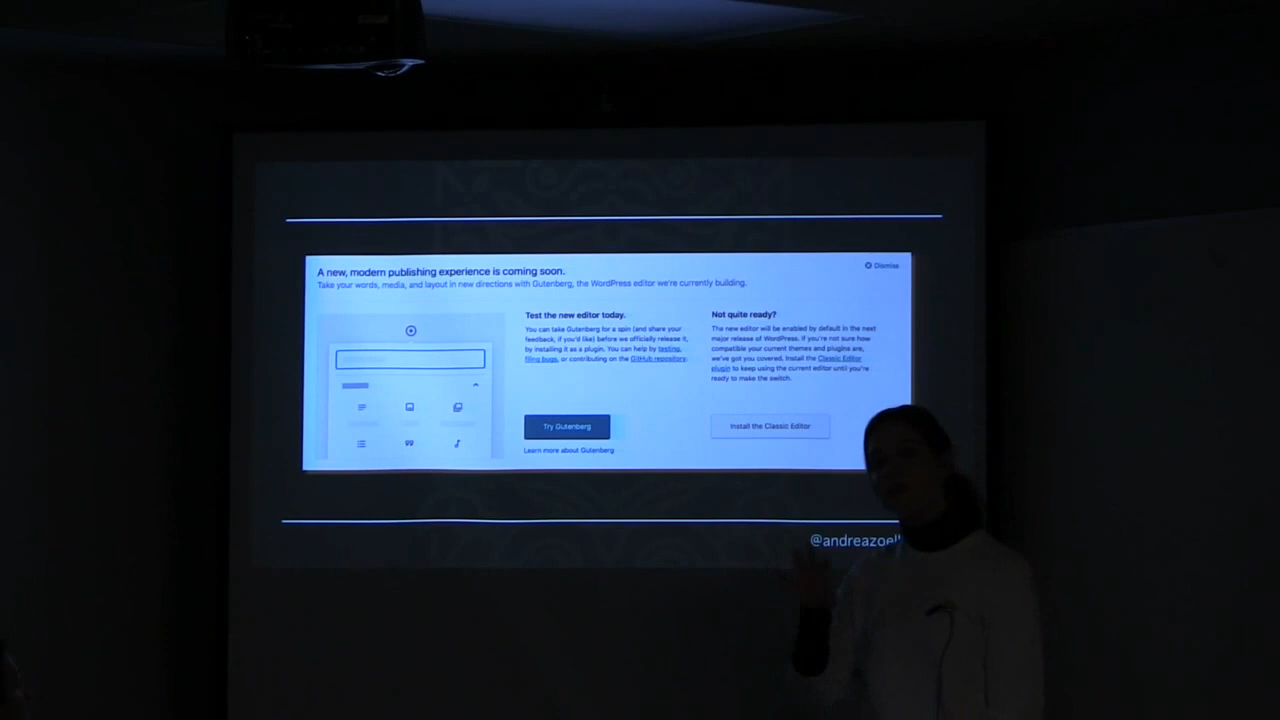 A new, modern publishing experience is coming soon.
Dismiss
Take your words, media, and layout in new directions with Gutenberg, the WordPress editor we're currently building.
Test the new editor today.
You can take Gutenberg for a spin (and share your
feedback, if you'd like) before we officially release it,
by installing it as a plugin. You can help by testing,
filing bugs, or contributing on the GitHub repository.
Try Gutenberg
Learn more about Gutenberg
Not quite ready?
The new editor will be enabled by default in the next
major release of WordPress. If you're not sure how
compatible your current themes and plugins are,
we've got you covered. Install the Classic Editor
plugin to keep using the current editor until you're
ready to make the switch.
Install the Classic Editor
@andreazoell